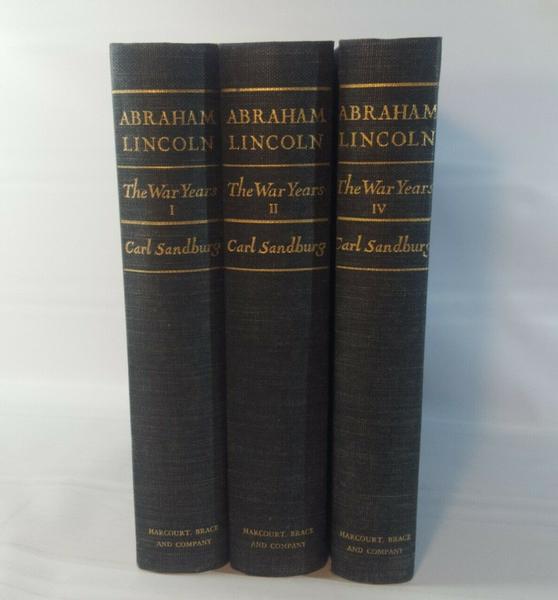 ABRAHAM
LINCOLN
The War Years
I
Carl Sandburg
HARCOURT, BRACE
AND COMPANY
ABRAHAM
LINCOLN
The War Years
II
Carl Sandburg
HARCOURT, BRACE
AND COMPANY
ABRAHAM
LINCOLN
The War Years
IV
Carl Sandburg
HARCOURT, BRACE
AND COMPANY